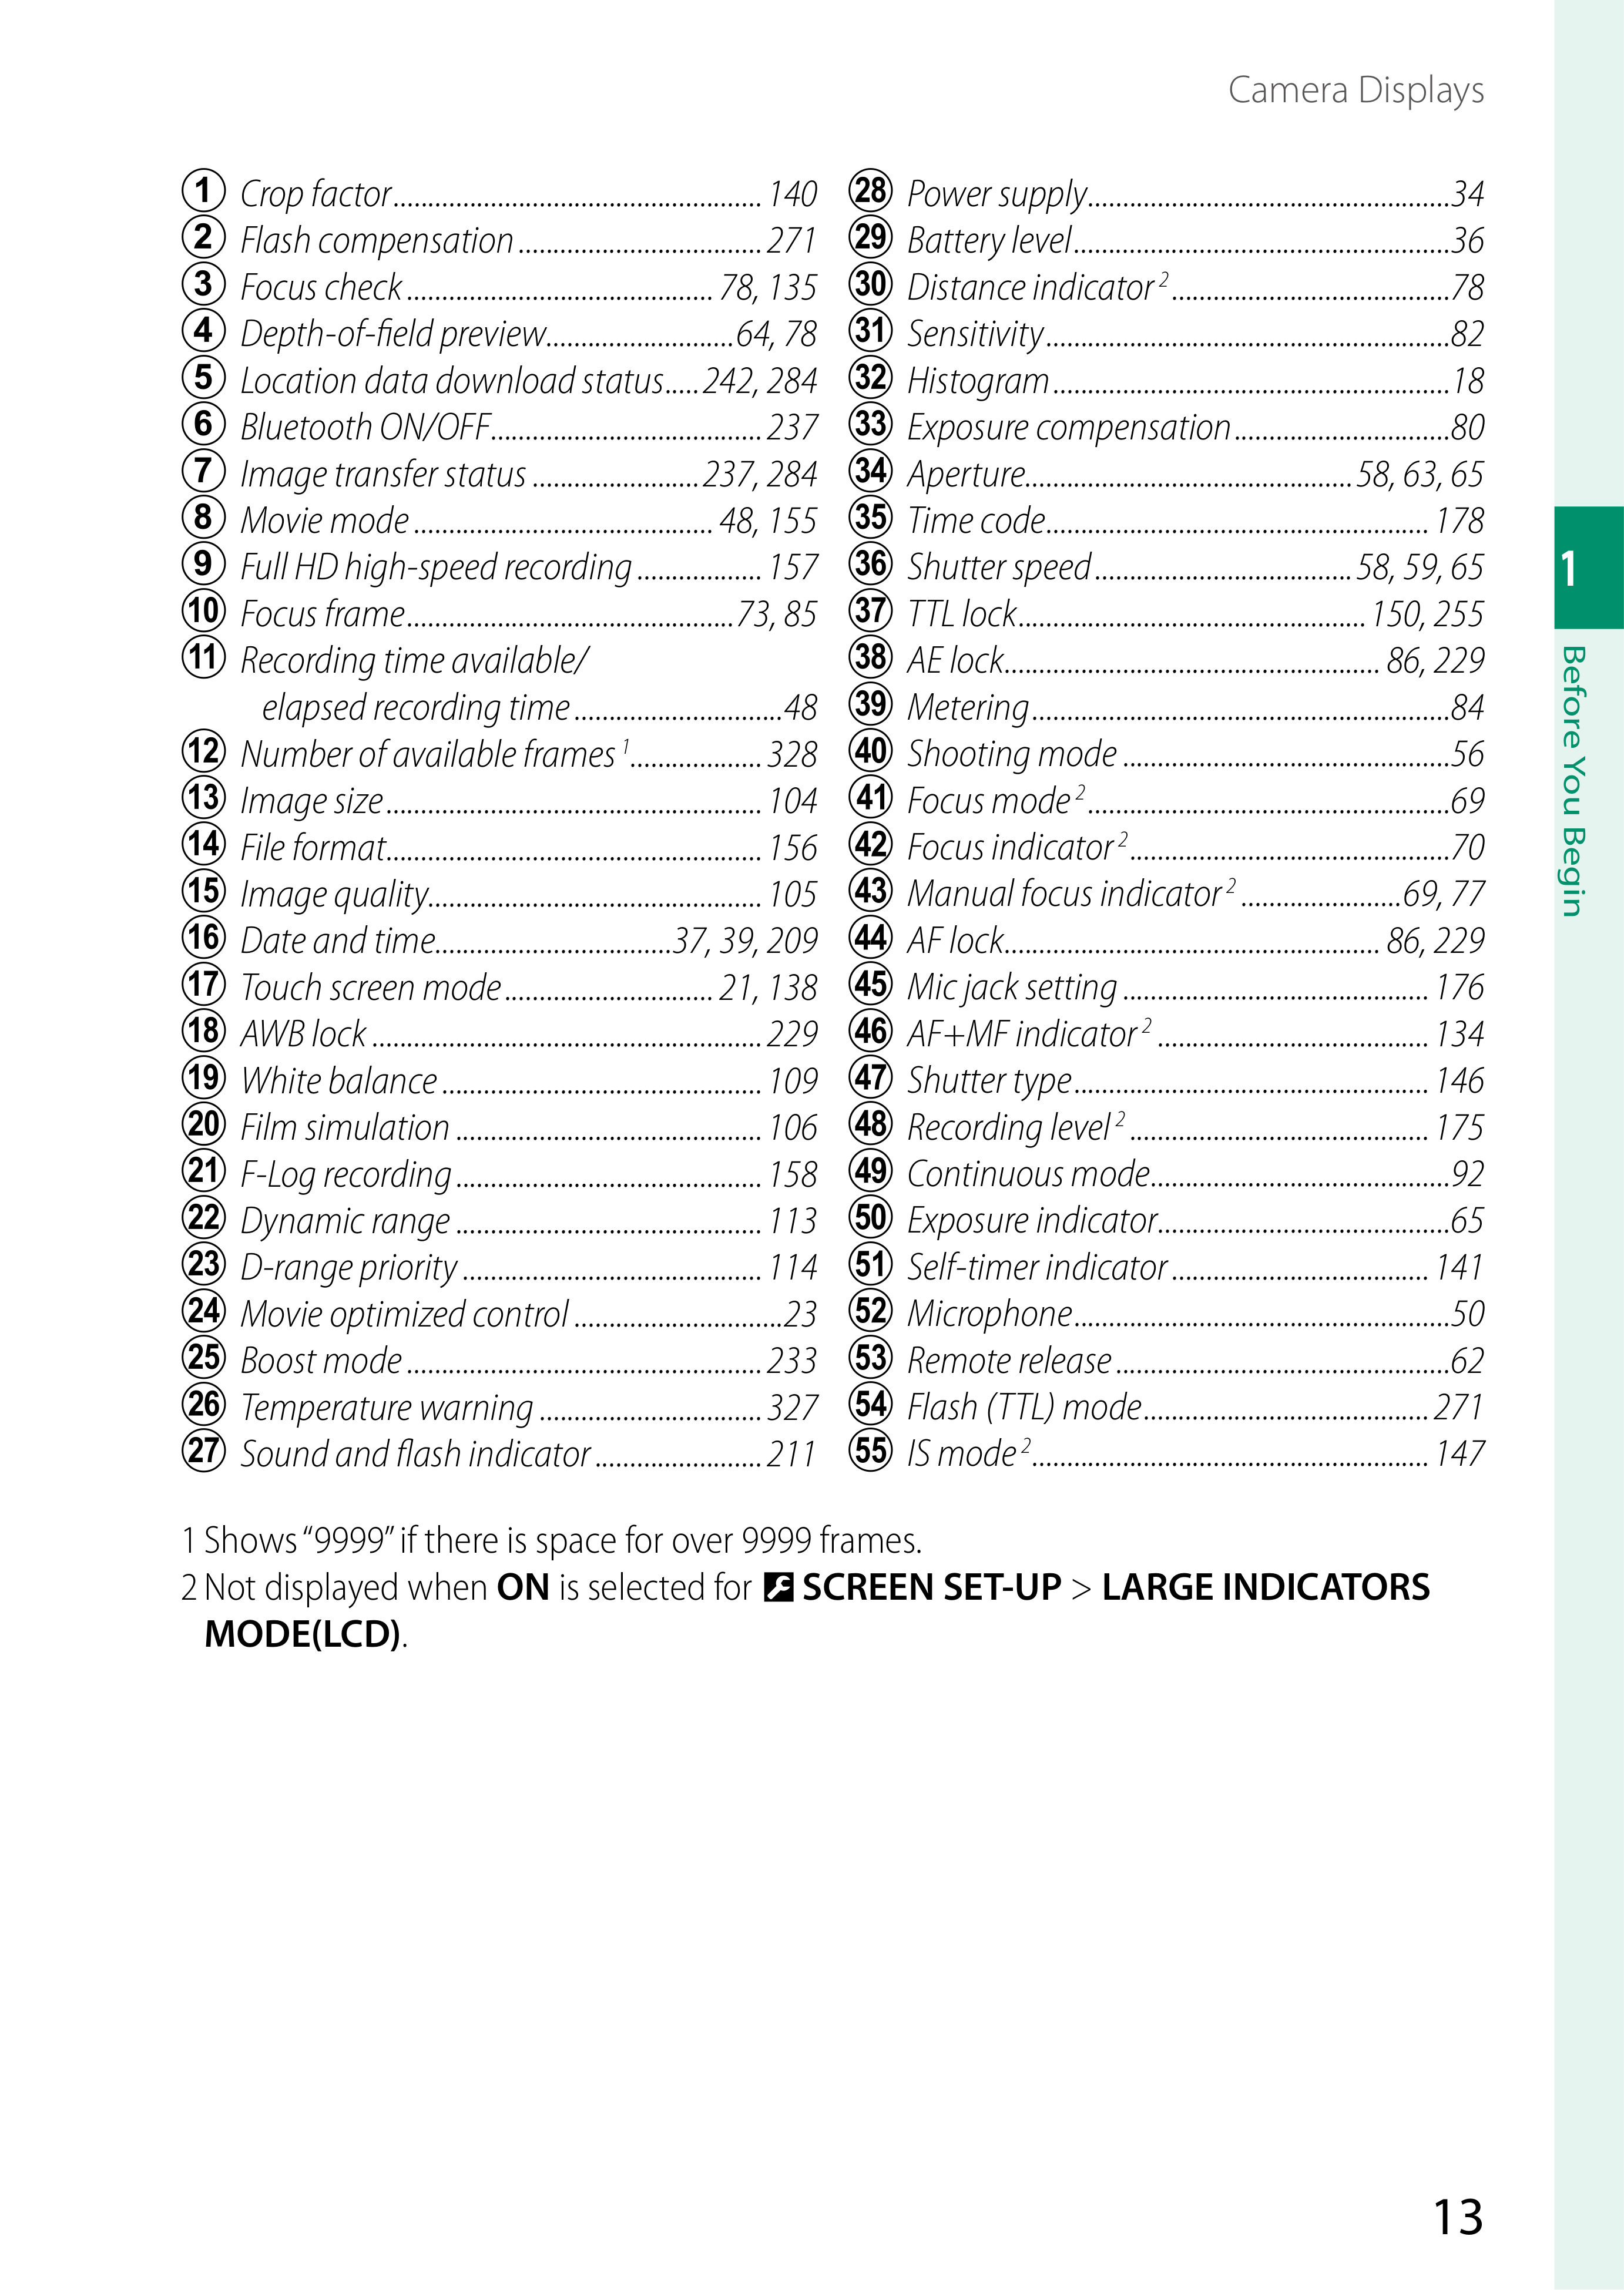 Camera Displays
① Crop factor..................................................... 140
② Flash compensation................................... 271
③ Focus check............................................ 78, 135
④ Depth-of-field preview...........................64, 78
⑤ Location data download status.....242, 284
⑥ Bluetooth ON/OFF....................................... 237
⑦ Image transfer status........................237, 284
⑧ Movie mode........................................... 48, 155
⑨ Full HD high-speed recording.................. 157
⑩ Focus frame...............................................73, 85
⑪ Recording time available/
elapsed recording time..............................48
⑫ Number of available frames 1................... 328
⑬ Image size...................................................... 104
⑭ File format...................................................... 156
⑮ Image quality................................................ 105
⑯ Date and time..................................37, 39, 209
⑰ Touch screen mode.............................. 21, 138
⑱ AWB lock........................................................ 229
⑲ White balance.............................................. 109
⑳ Film simulation............................................ 106
㉑ F-Log recording............................................ 158
㉒ Dynamic range............................................ 113
㉓ D-range priority........................................... 114
㉔ Movie optimized control..............................23
㉕ Boost mode................................................... 233
㉖ Temperature warning................................ 327
㉗ Sound and flash indicator........................ 211
㉘ Power supply....................................................34
㉙ Battery level......................................................36
㉚ Distance indicator 2........................................78
㉛ Sensitivity..........................................................82
㉜ Histogram.........................................................18
㉝ Exposure compensation...............................80
㉞ Aperture...............................................58, 63, 65
㉟ Time code....................................................... 178
㊱ Shutter speed.....................................58, 59, 65
㊲ TTL lock.................................................. 150, 255
㊳ AE lock...................................................... 86, 229
㊴ Metering............................................................84
㊵ Shooting mode...............................................56
㊶ Focus mode 2....................................................69
㊷ Focus indicator 2..............................................70
㊸ Manual focus indicator 2.......................69, 77
㊹ AF lock...................................................... 86, 229
㊺ Mic jack setting............................................ 176
㊻ AF+MF indicator 2....................................... 134
㊼ Shutter type................................................... 146
㊽ Recording level 2........................................... 175
㊾ Continuous mode...........................................92
㊿ Exposure indicator..........................................65
51 Self-timer indicator..................................... 141
52 Microphone......................................................50
53 Remote release................................................62
54 Flash (TTL) mode......................................... 271
55 IS mode 2......................................................... 147
1 Shows “9999” if there is space for over 9999 frames.
2 Not displayed when ON is selected for SCREEN SET-UP > LARGE INDICATORS
MODE(LCD).
1
Before You Begin
13